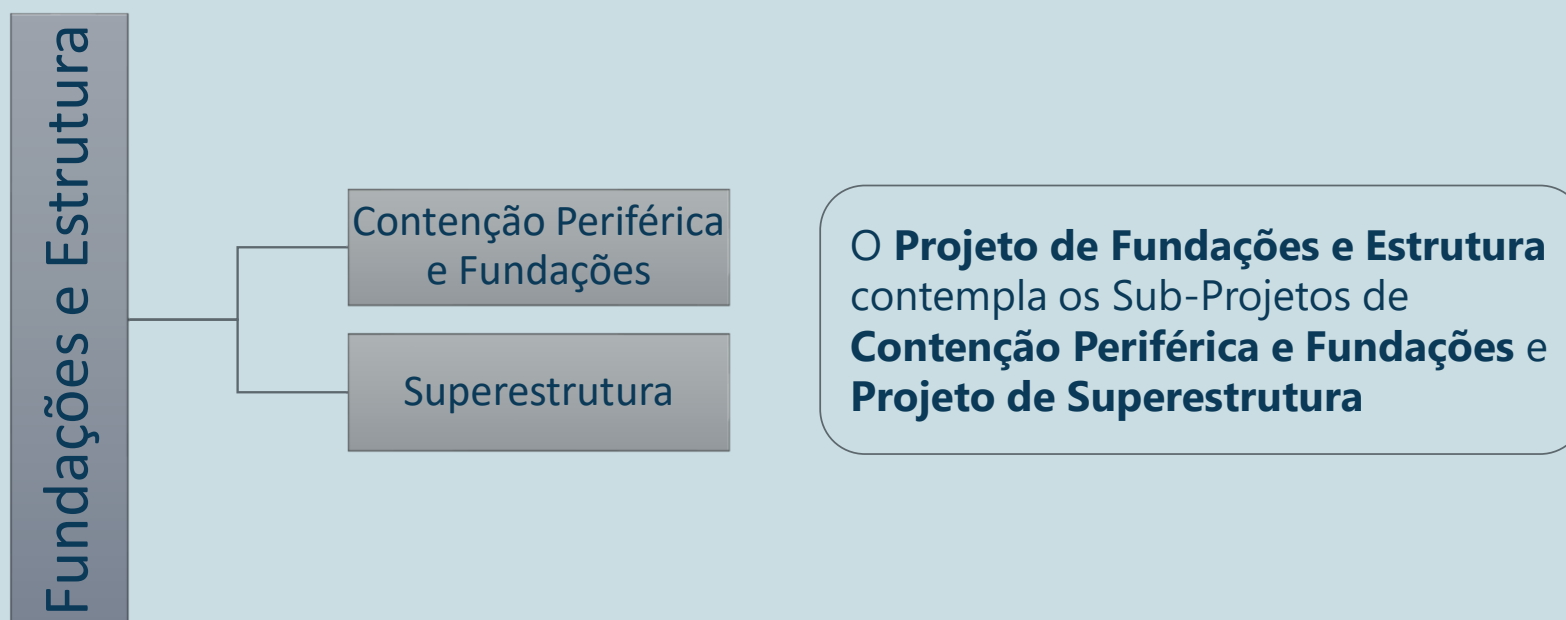 Fundações e Estrutura
Contenção Periférica
e Fundações
Superestrutura
O Projeto de Fundações e Estrutura
contempla os Sub-Projetos de
Contenção Periférica e Fundações e
Projeto de Superestrutura